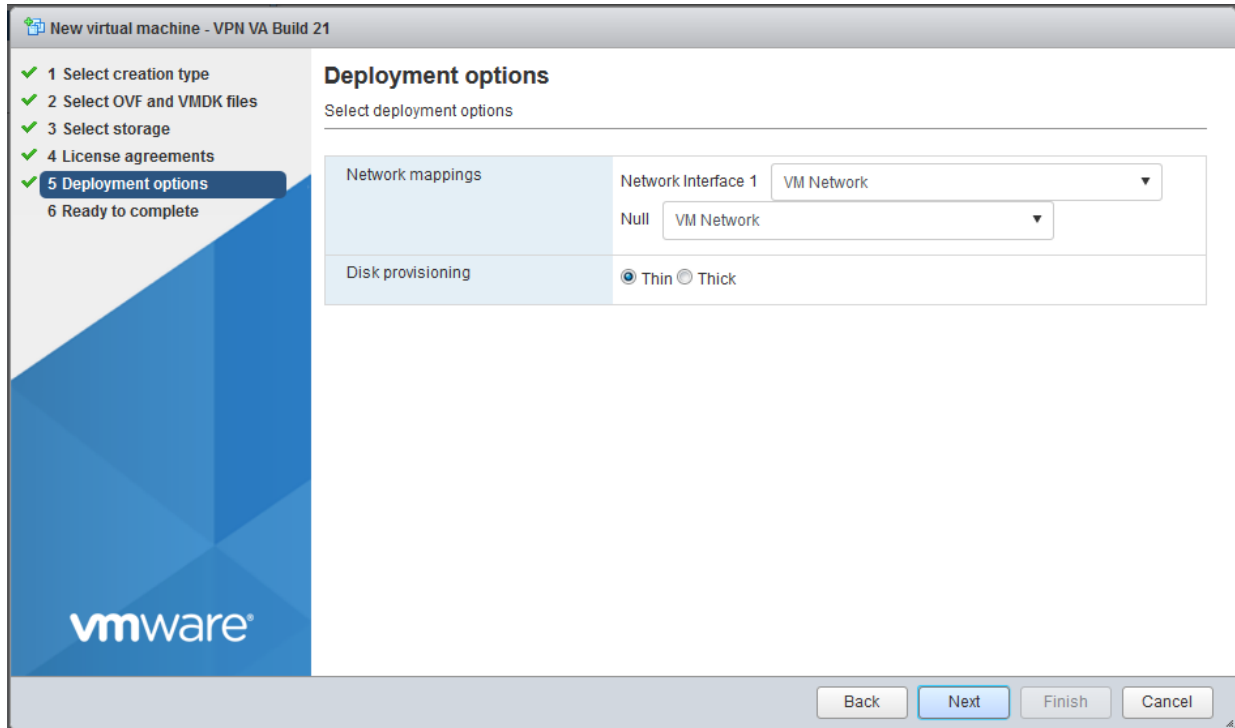 New virtual machine - VPN VA Build 21
1 Select creation type
2 Select OVF and VMDK files
3 Select storage
4 License agreements
5 Deployment options
6 Ready to complete
vmware®
Deployment options
Select deployment options
Network mappings
Network Interface 1 VM Network
Null VM Network
Disk provisioning
Thin Thick
Back Next Finish Cancel